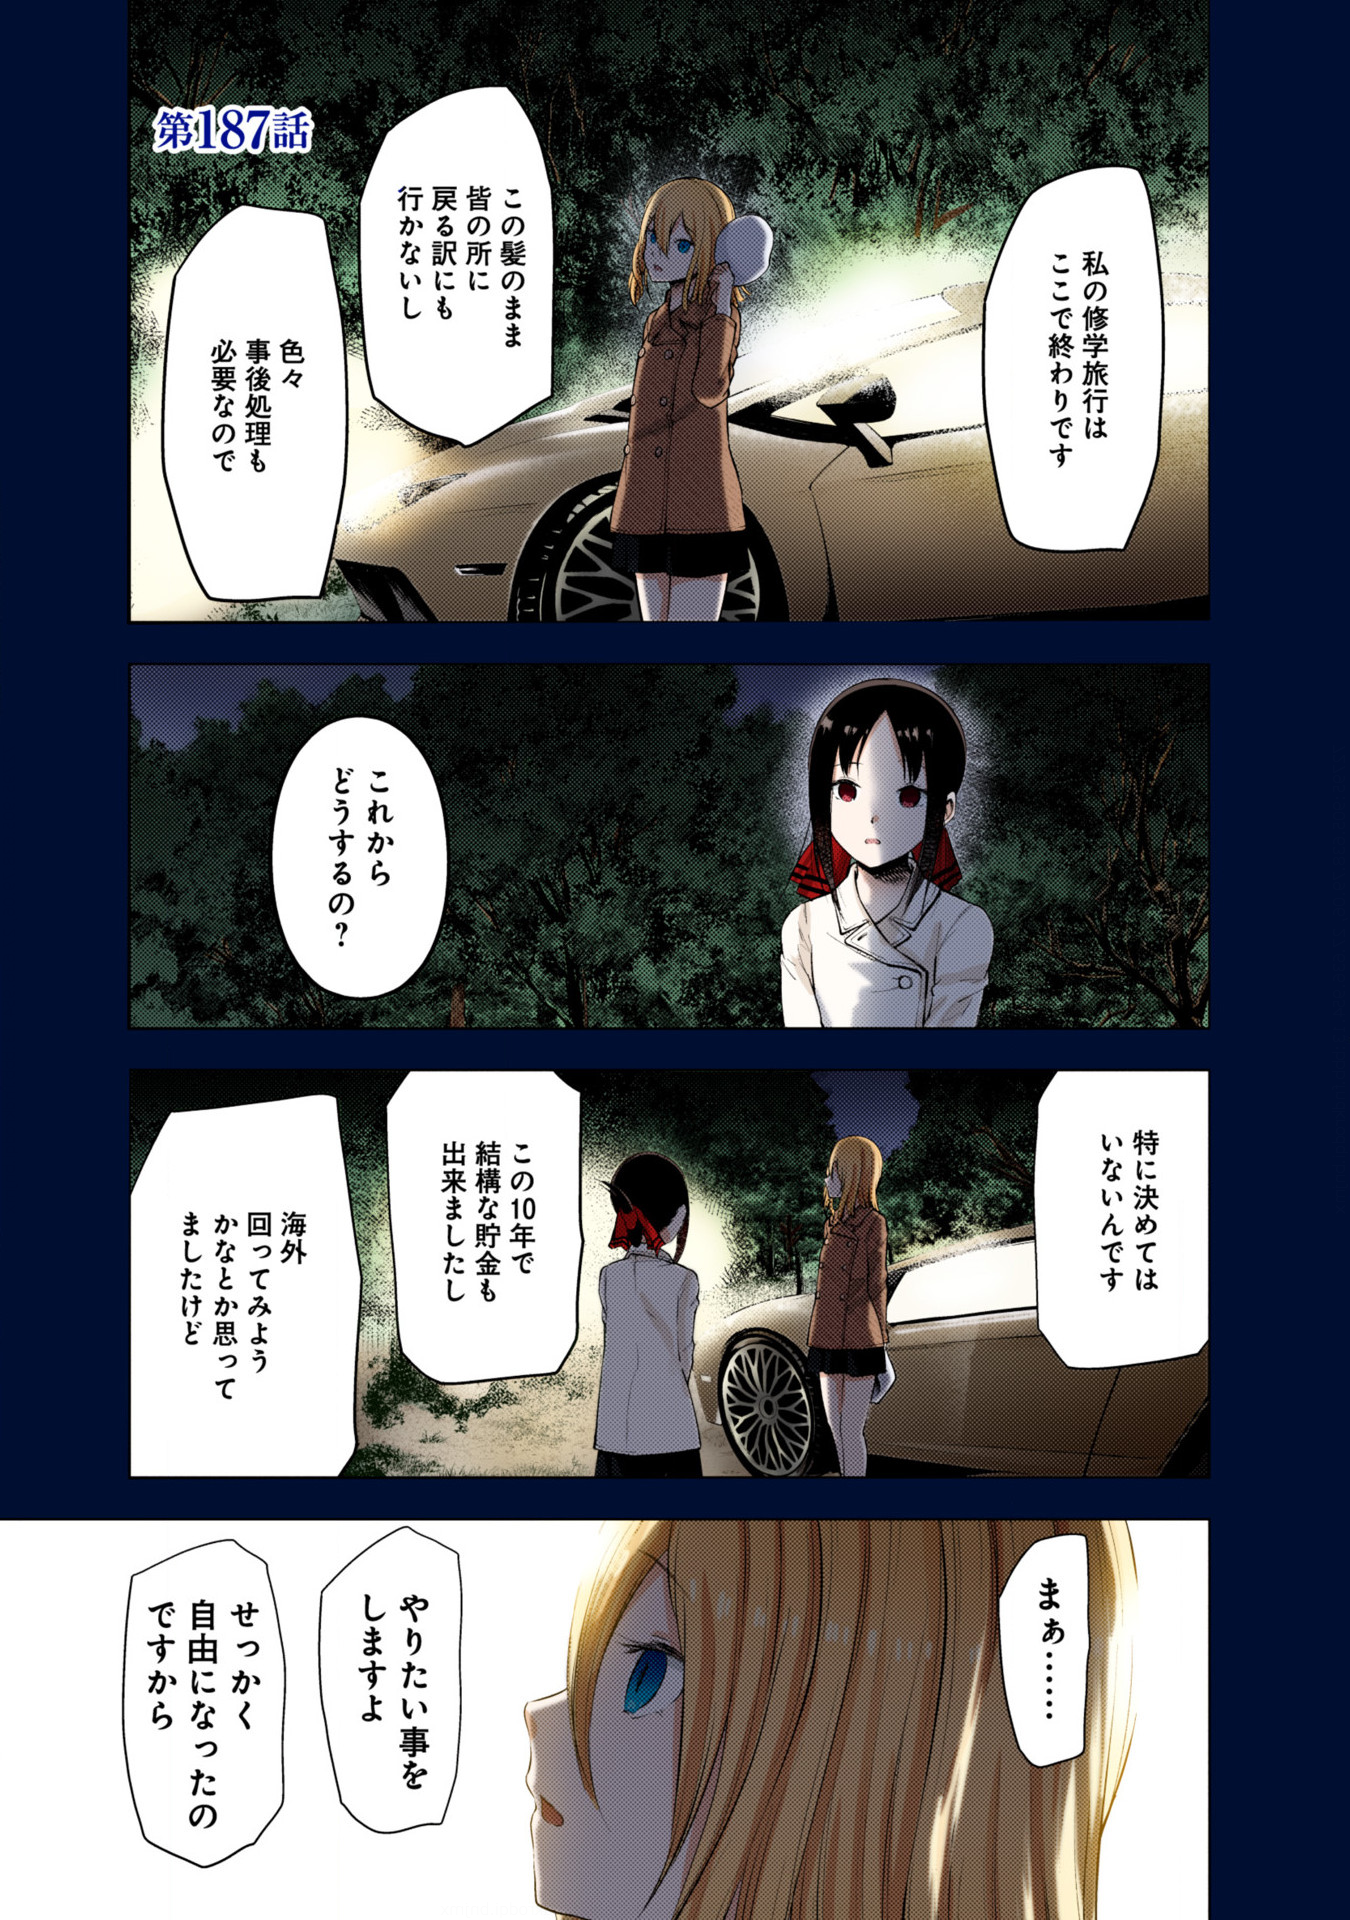 第187話
私の修学旅行は
ここで終わりです
この髪のまま
皆の所に
戻る訳にも
行かないし
色々
事後処理も
必要なので
これから
どうするの？
特に決めては
いないんです
この10年で
結構な貯金も
出来ましたし
海外
回ってみよう
かなとか思って
ましたけど
まぁ……
やりたい事を
しますよ
せっかく
自由になったの
ですから